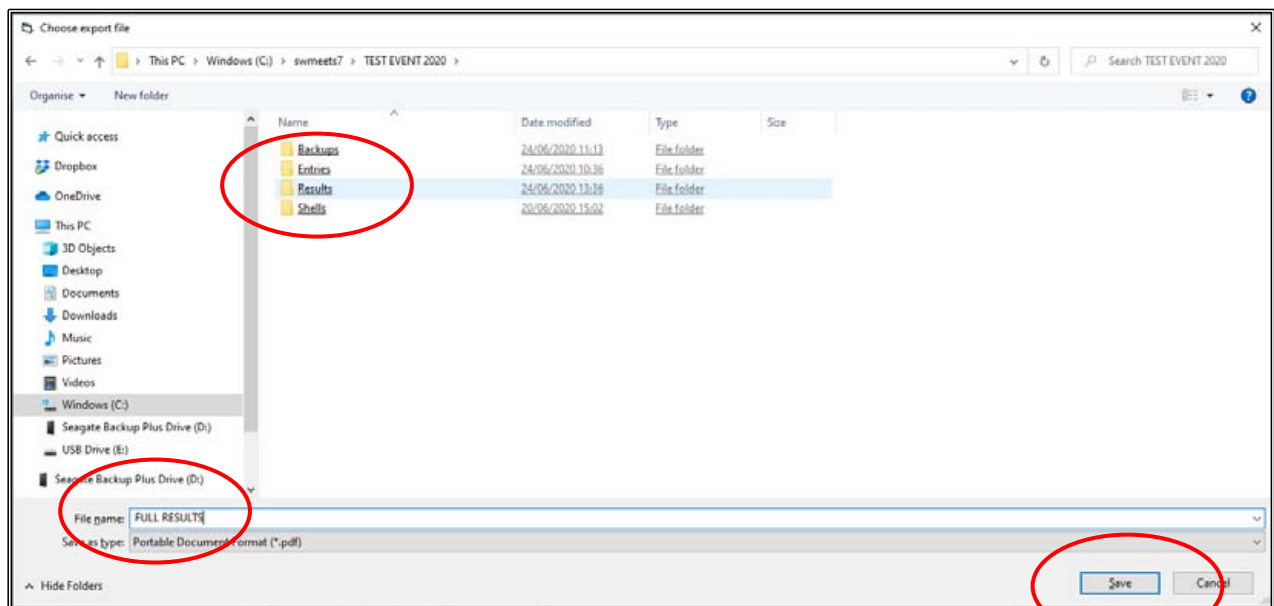 Choose export file
This PC > Windows (C:) > swmeets7 > TEST EVENT 2020 >
Search TEST EVENT 2020
Organise
New folder
Name Date modified Type Size
Quick access
Dropbox
OneDrive
This PC
3D Objects
Desktop
Documents
Downloads
Music
Pictures
Videos
Windows (C:)
Seagate Backup Plus Drive (D:)
USB Drive (E:)
Seagate Backup Plus Drive (D:)
Backups 24/06/2020 11:13 File folder
Entries 24/06/2020 10:36 File folder
Results 24/06/2020 13:36 File folder
Shells 20/06/2020 15:02 File folder
File name: FULL RESULTS
Save as type: Portable Document Format (*.pdf)
Hide Folders
Save
Cancel